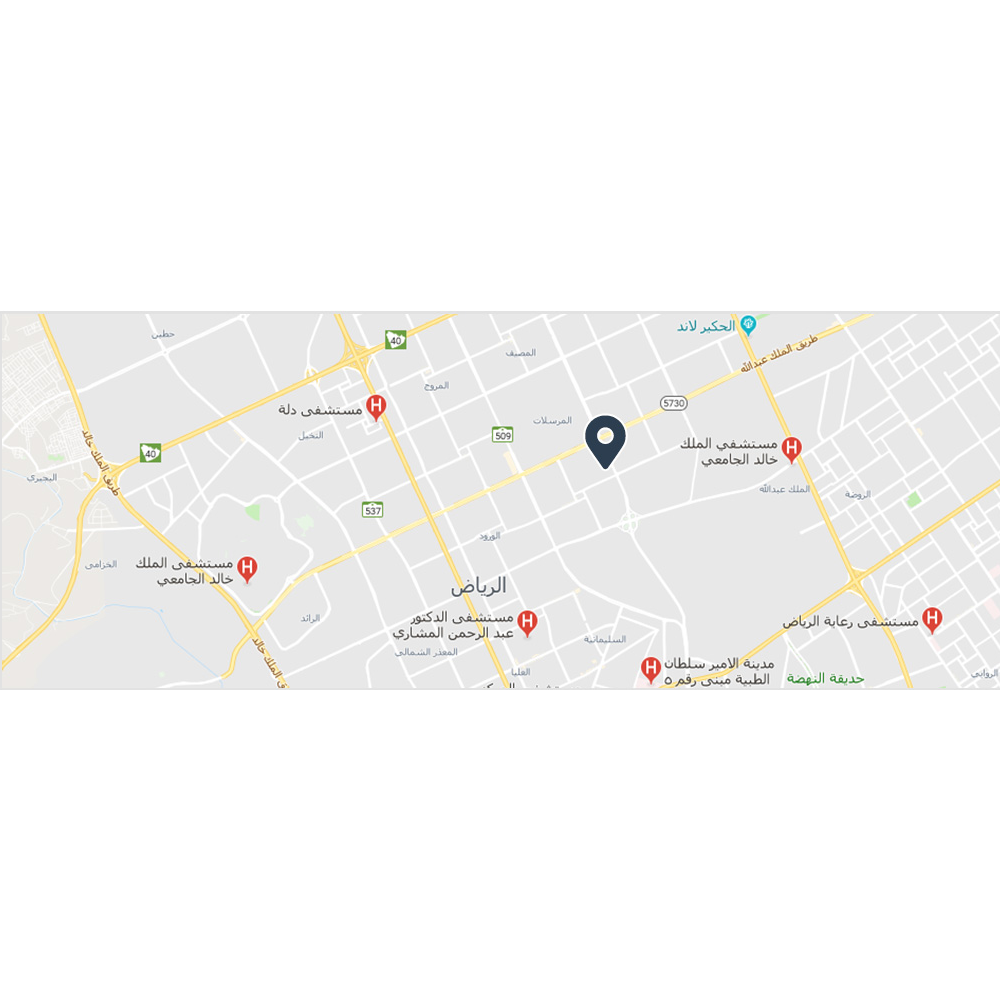 الحكير لاند
حطين
طريق الملك عبدالله
40
المصيف
المروج
5730
مستشفى دلة
المرسلات
النخيل
509
مستشفي الملك
خالد الجامعي
40
طريق الملك خالد
البجيري
الملك عبدالله
الروضة
537
الورود
الخزامى
مستشفى الملك
خالد الجامعي
الرياض
الرائد
مستشفى الدكتور
عبد الرحمن المشاري
مستشفى رعاية الرياض
السليمانية
المعذر الشمالي
مدينة الامير سلطان
الطبية مبنى رقم ٥
العليا
حديقة النهضة
الروابي
ق الملك خالد